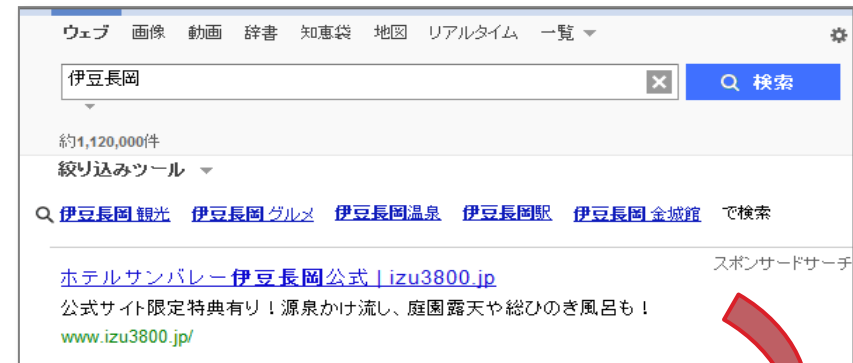 ウェブ 画像 動画 辞書 知恵袋 地図 リアルタイム 一覧
伊豆長岡
検索
約1,120,000件
絞り込みツール
伊豆長岡 観光 伊豆長岡 グルメ 伊豆長岡温泉 伊豆長岡駅 伊豆長岡 金城館 で検索
スポンサードサーチ
ホテルサンバレー伊豆長岡公式 | izu3800.jp
公式サイト限定特典有り！源泉かけ流し、庭園露天や総ひのき風呂も！
www.izu3800.jp/